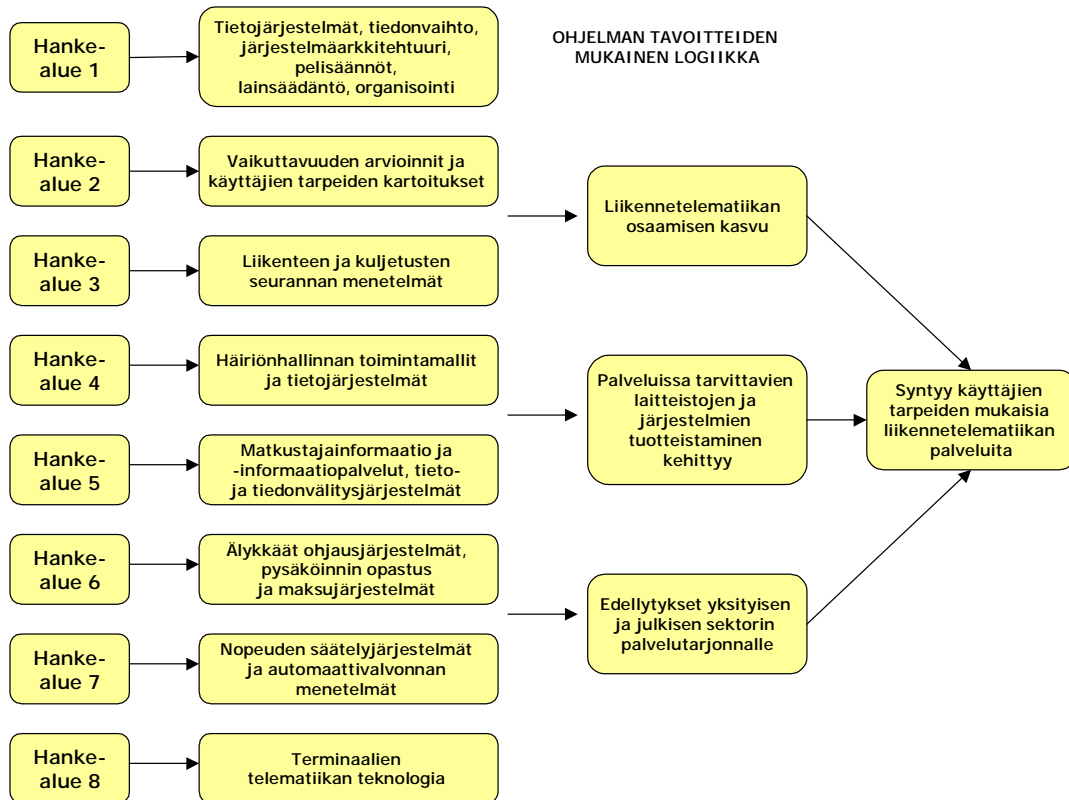 Hanke-
alue 1
Tietojärjestelmät, tiedonvaihto,
järjestelmäarkkitehtuuri,
pelisäännöt,
lainsäädäntö, organisointi
OHJELMAN TAVOITTEIDEN
MUKAINEN LOGIIKKA
Hanke-
alue 2
Vaikuttavuuden arvioinnit ja
käyttäjien tarpeiden kartoitukset
Hanke-
alue 3
Liikenteen ja kuljetusten
seurannan menetelmät
Hanke-
alue 4
Häiriönhallinnan toimintamallit
ja tietojärjestelmät
Hanke-
alue 5
Matkustajainformaatio ja
-informaatiopalvelut, tieto-
ja tiedonvälitysjärjestelmät
Hanke-
alue 6
Älykkäät ohjausjärjestelmät,
pysäköinnin opastus
ja maksujärjestelmät
Hanke-
alue 7
Nopeuden säätelyjärjestelmät
ja automaattivalvonnan
menetelmät
Hanke-
alue 8
Terminaalien
telematiikan teknologia
Liikennetelematiikan
osaamisen kasvu
Palveluissa tarvittavien
laitteistojen ja
järjestelmien
tuotteistaminen
kehittyy
Edellytykset yksityisen
ja julkisen sektorin
palvelutarjonnalle
Syntyy käyttäjien
tarpeiden mukaisia
liikennetelematiikan
palveluita